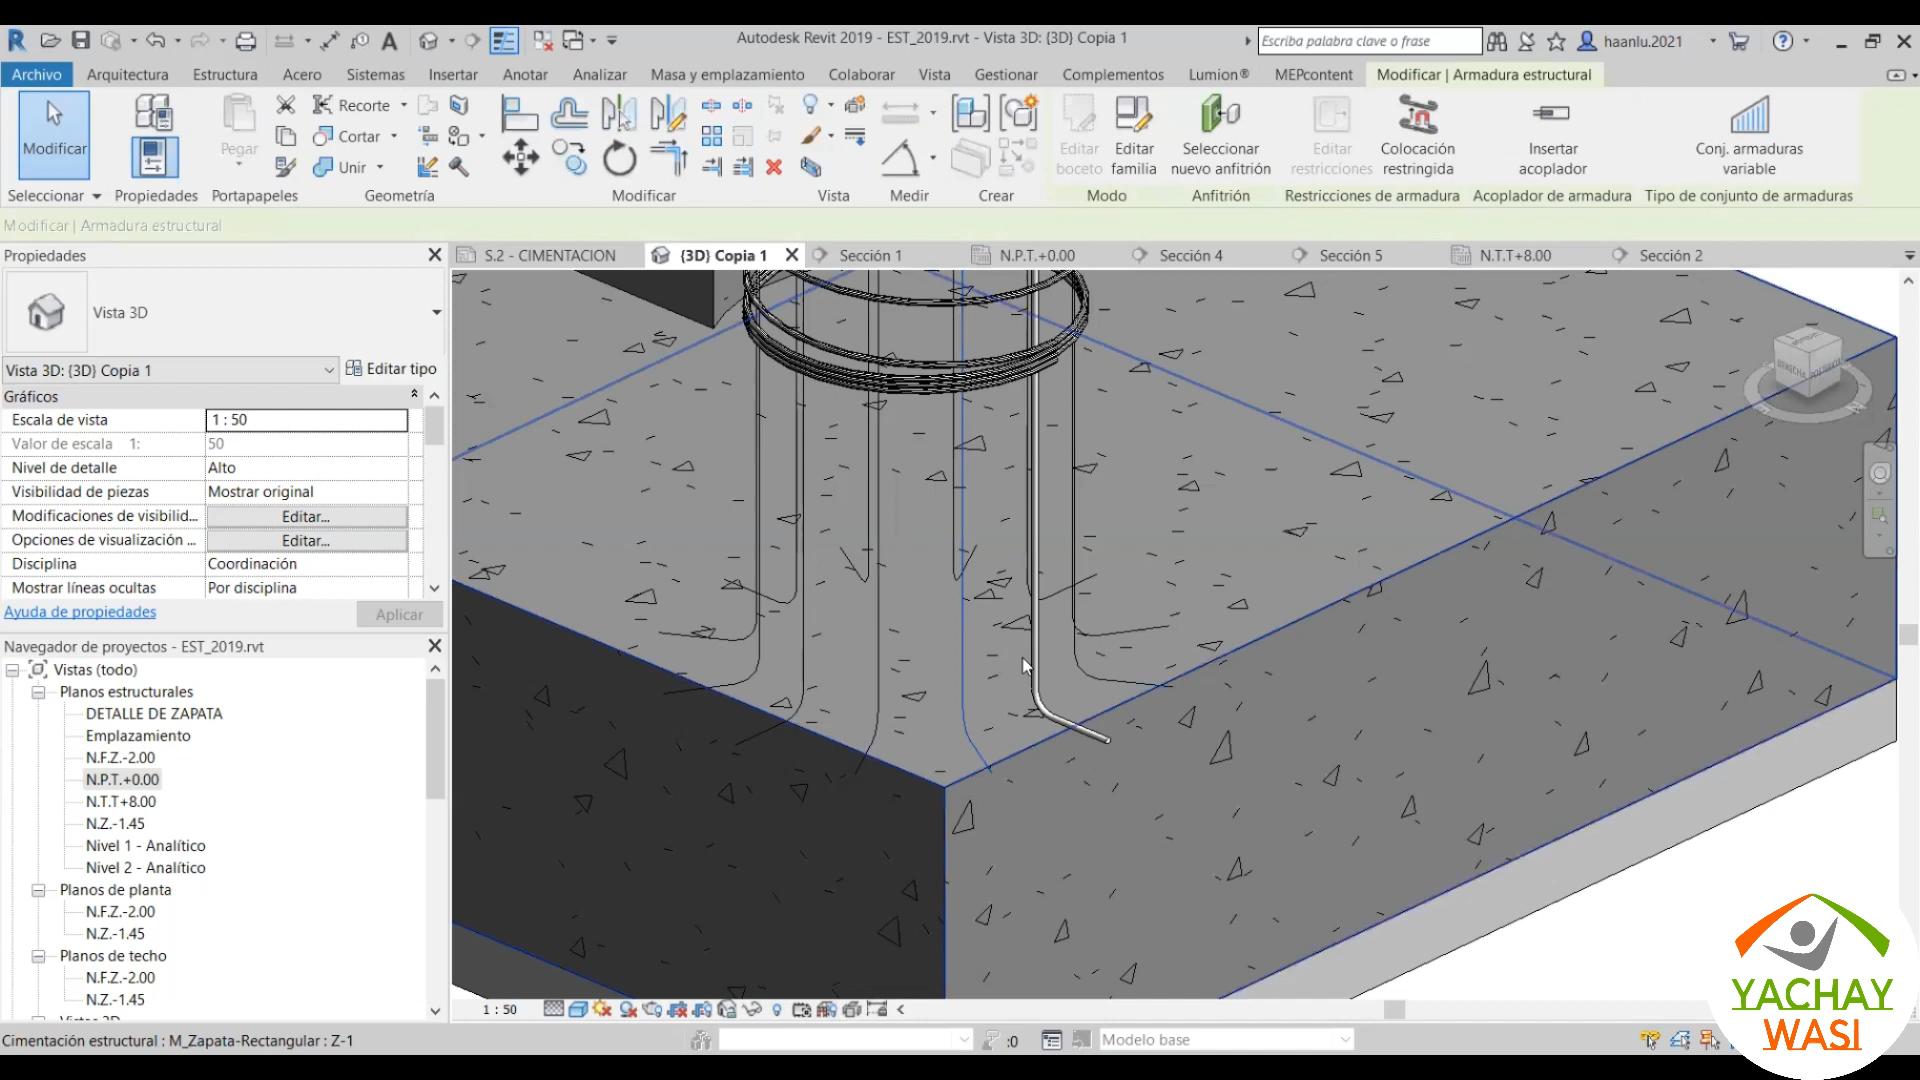 Autodesk Revit 2019 - EST_2019.rvt - Vista 3D: {3D} Copia 1
Escriba palabra clave o frase
haanlu.2021
Archivo Arquitectura Estructura Acero Sistemas Insertar Anotar Analizar Masa y emplazamiento Colaborar Vista Gestionar Complementos Lumion® MEPcontent Modificar | Armadura estructural
Modificar
Pegar
Recorte
Cortar
Unir
Editar boceto
Editar familia
Seleccionar nuevo anfitrión
Editar restricciones
Colocación restringida
Insertar acoplador
Conj. armaduras variable
Seleccionar Propiedades Portapapeles Geometría Modificar Vista Medir Crear Modo Anfitrión Restricciones de armadura Acoplador de armadura Tipo de conjunto de armaduras
Modificar | Armadura estructural
Propiedades
S.2 - CIMENTACION {3D} Copia 1 Sección 1 N.P.T.+0.00 Sección 4 Sección 5 N.T.T+8.00 Sección 2
Vista 3D
Vista 3D: {3D} Copia 1
Editar tipo
Gráficos
Escala de vista 1 : 50
Valor de escala 1: 50
Nivel de detalle Alto
Visibilidad de piezas Mostrar original
Modificaciones de visibilid... Editar...
Opciones de visualización ... Editar...
Disciplina Coordinación
Mostrar líneas ocultas Por disciplina
Ayuda de propiedades Aplicar
Navegador de proyectos - EST_2019.rvt
Vistas (todo)
Planos estructurales
DETALLE DE ZAPATA
Emplazamiento
N.F.Z.-2.00
N.P.T.+0.00
N.T.T+8.00
N.Z.-1.45
Nivel 1 - Analítico
Nivel 2 - Analítico
Planos de planta
N.F.Z.-2.00
N.Z.-1.45
Planos de techo
N.F.Z.-2.00
N.Z.-1.45
1 : 50
Cimentación estructural : M_Zapata-Rectangular : Z-1
:0
Modelo base
YACHAY
WASI